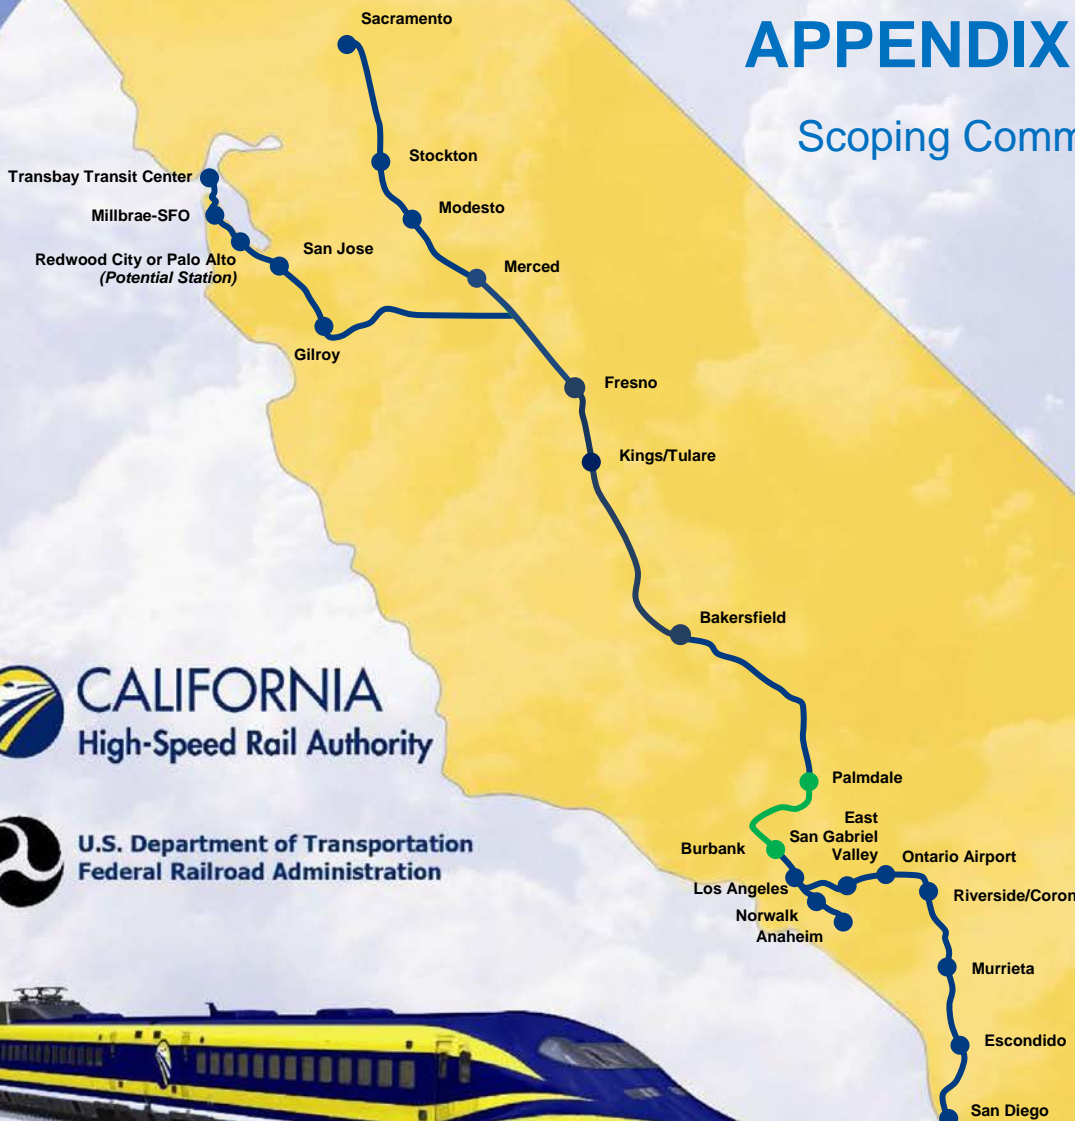 APPENDIX
Scoping Comm
Sacramento
Stockton
Transbay Transit Center
Modesto
Millbrae-SFO
San Jose
Redwood City or Palo Alto
(Potential Station)
Merced
Gilroy
Fresno
Kings/Tulare
Bakersfield
CALIFORNIA
High-Speed Rail Authority
Palmdale
U.S. Department of Transportation
Federal Railroad Administration
East
San Gabriel
Valley
Burbank
Ontario Airport
Los Angeles
Riverside/Coron
Norwalk
Anaheim
Murrieta
Escondido
San Diego